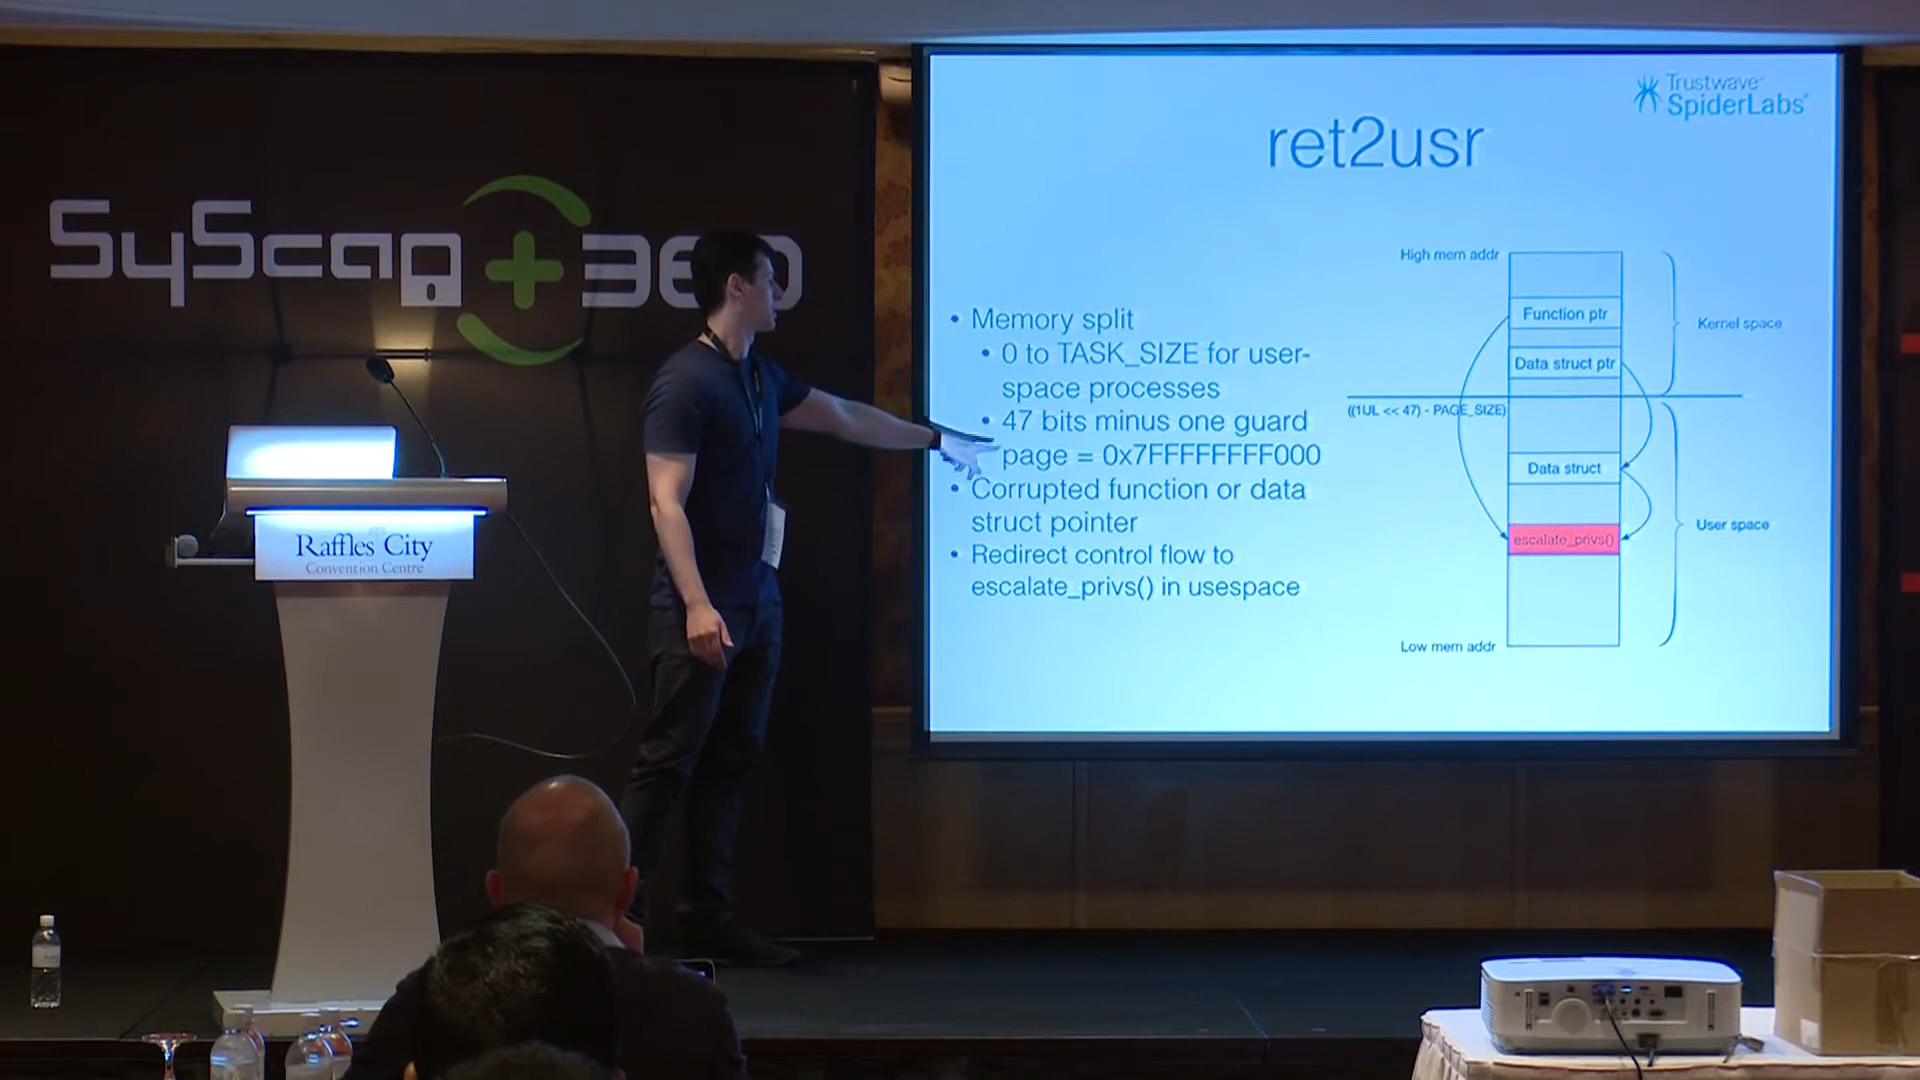 SyScan+360
Raffles City
Convention Centre
Trustwave
SpiderLabs
ret2usr
• Memory split
• 0 to TASK_SIZE for user-
space processes
• 47 bits minus one guard
page = 0x7FFFFFFFF000
• Corrupted function or data
struct pointer
• Redirect control flow to
escalate_privs() in usespace
High mem addr
Function ptr
Kernel space
Data struct ptr
((1UL << 47) - PAGE_SIZE)
Data struct
User space
escalate_privs()
Low mem addr